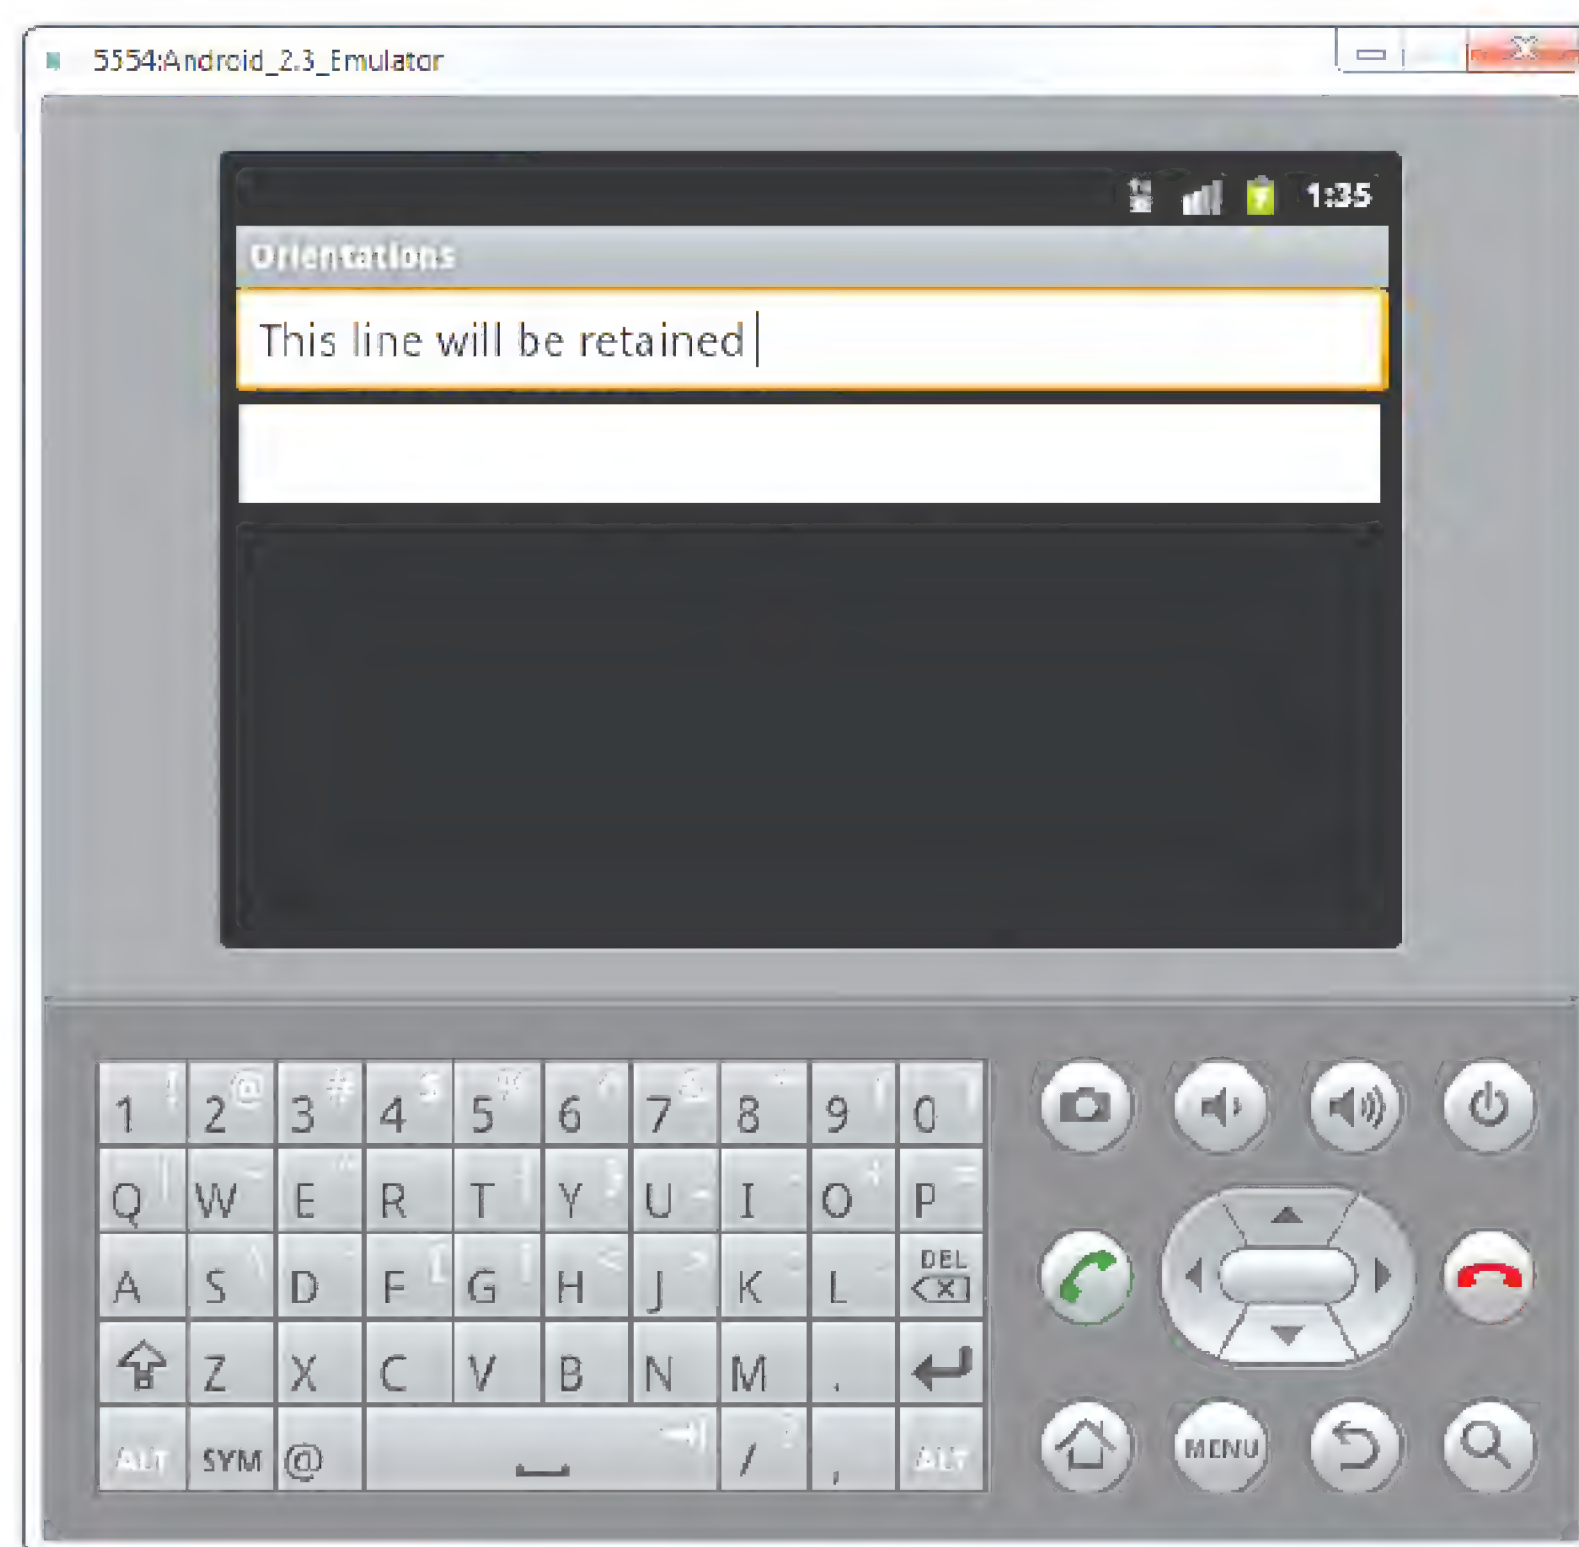 5554:Android_2.3_Emulator
1:35
Orientations
This line will be retained
1 2 @ 3 # 4 $ 5 % 6 ^ 7 & 8 9 ( 0 )
Q W E R T Y U I O + P =
A S \ D F [ G ] H < J > K L DEL
Z X C V B N M .
ALT SYM @ / ? , ALT
MENU